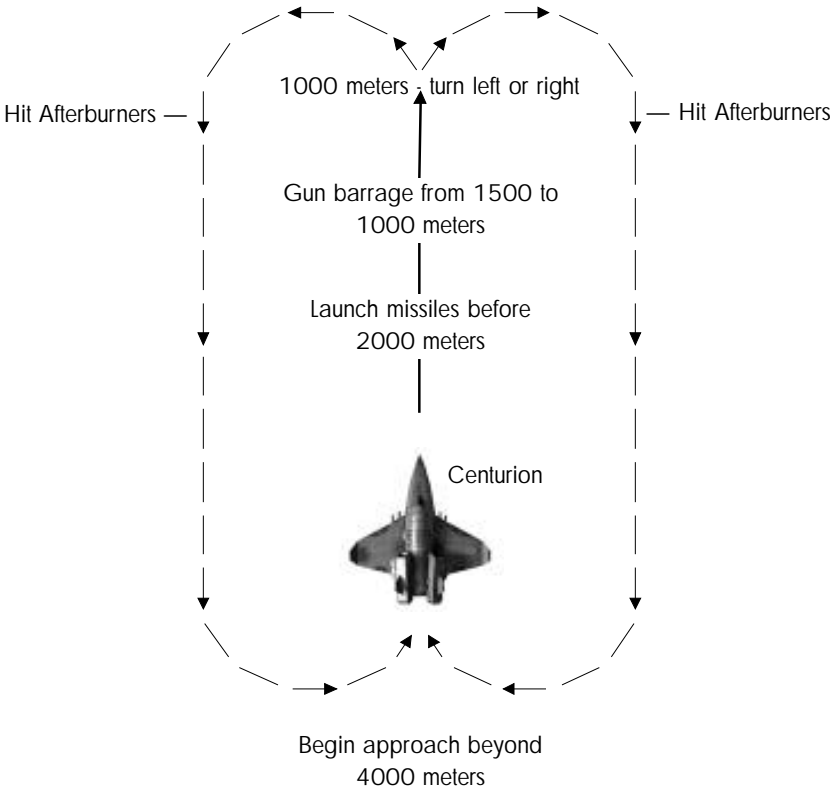 1000 meters - turn left or right
Hit Afterburners
Hit Afterburners
Gun barrage from 1500 to
1000 meters
Launch missiles before
2000 meters
Centurion
Begin approach beyond
4000 meters